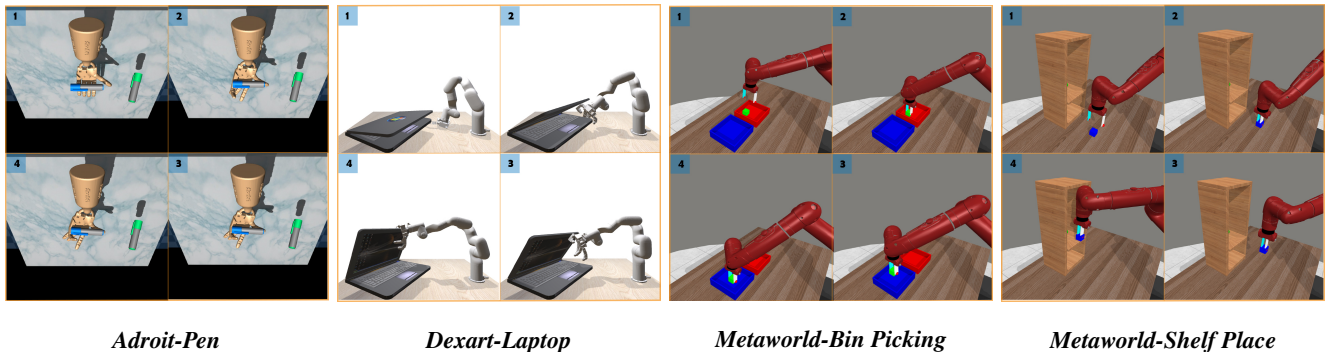 1 2 1 2 1 2 1 2
4 3 4 3 4 3 4 3
Adroit-Pen Dexart-Laptop Metaworld-Bin Picking Metaworld-Shelf Place